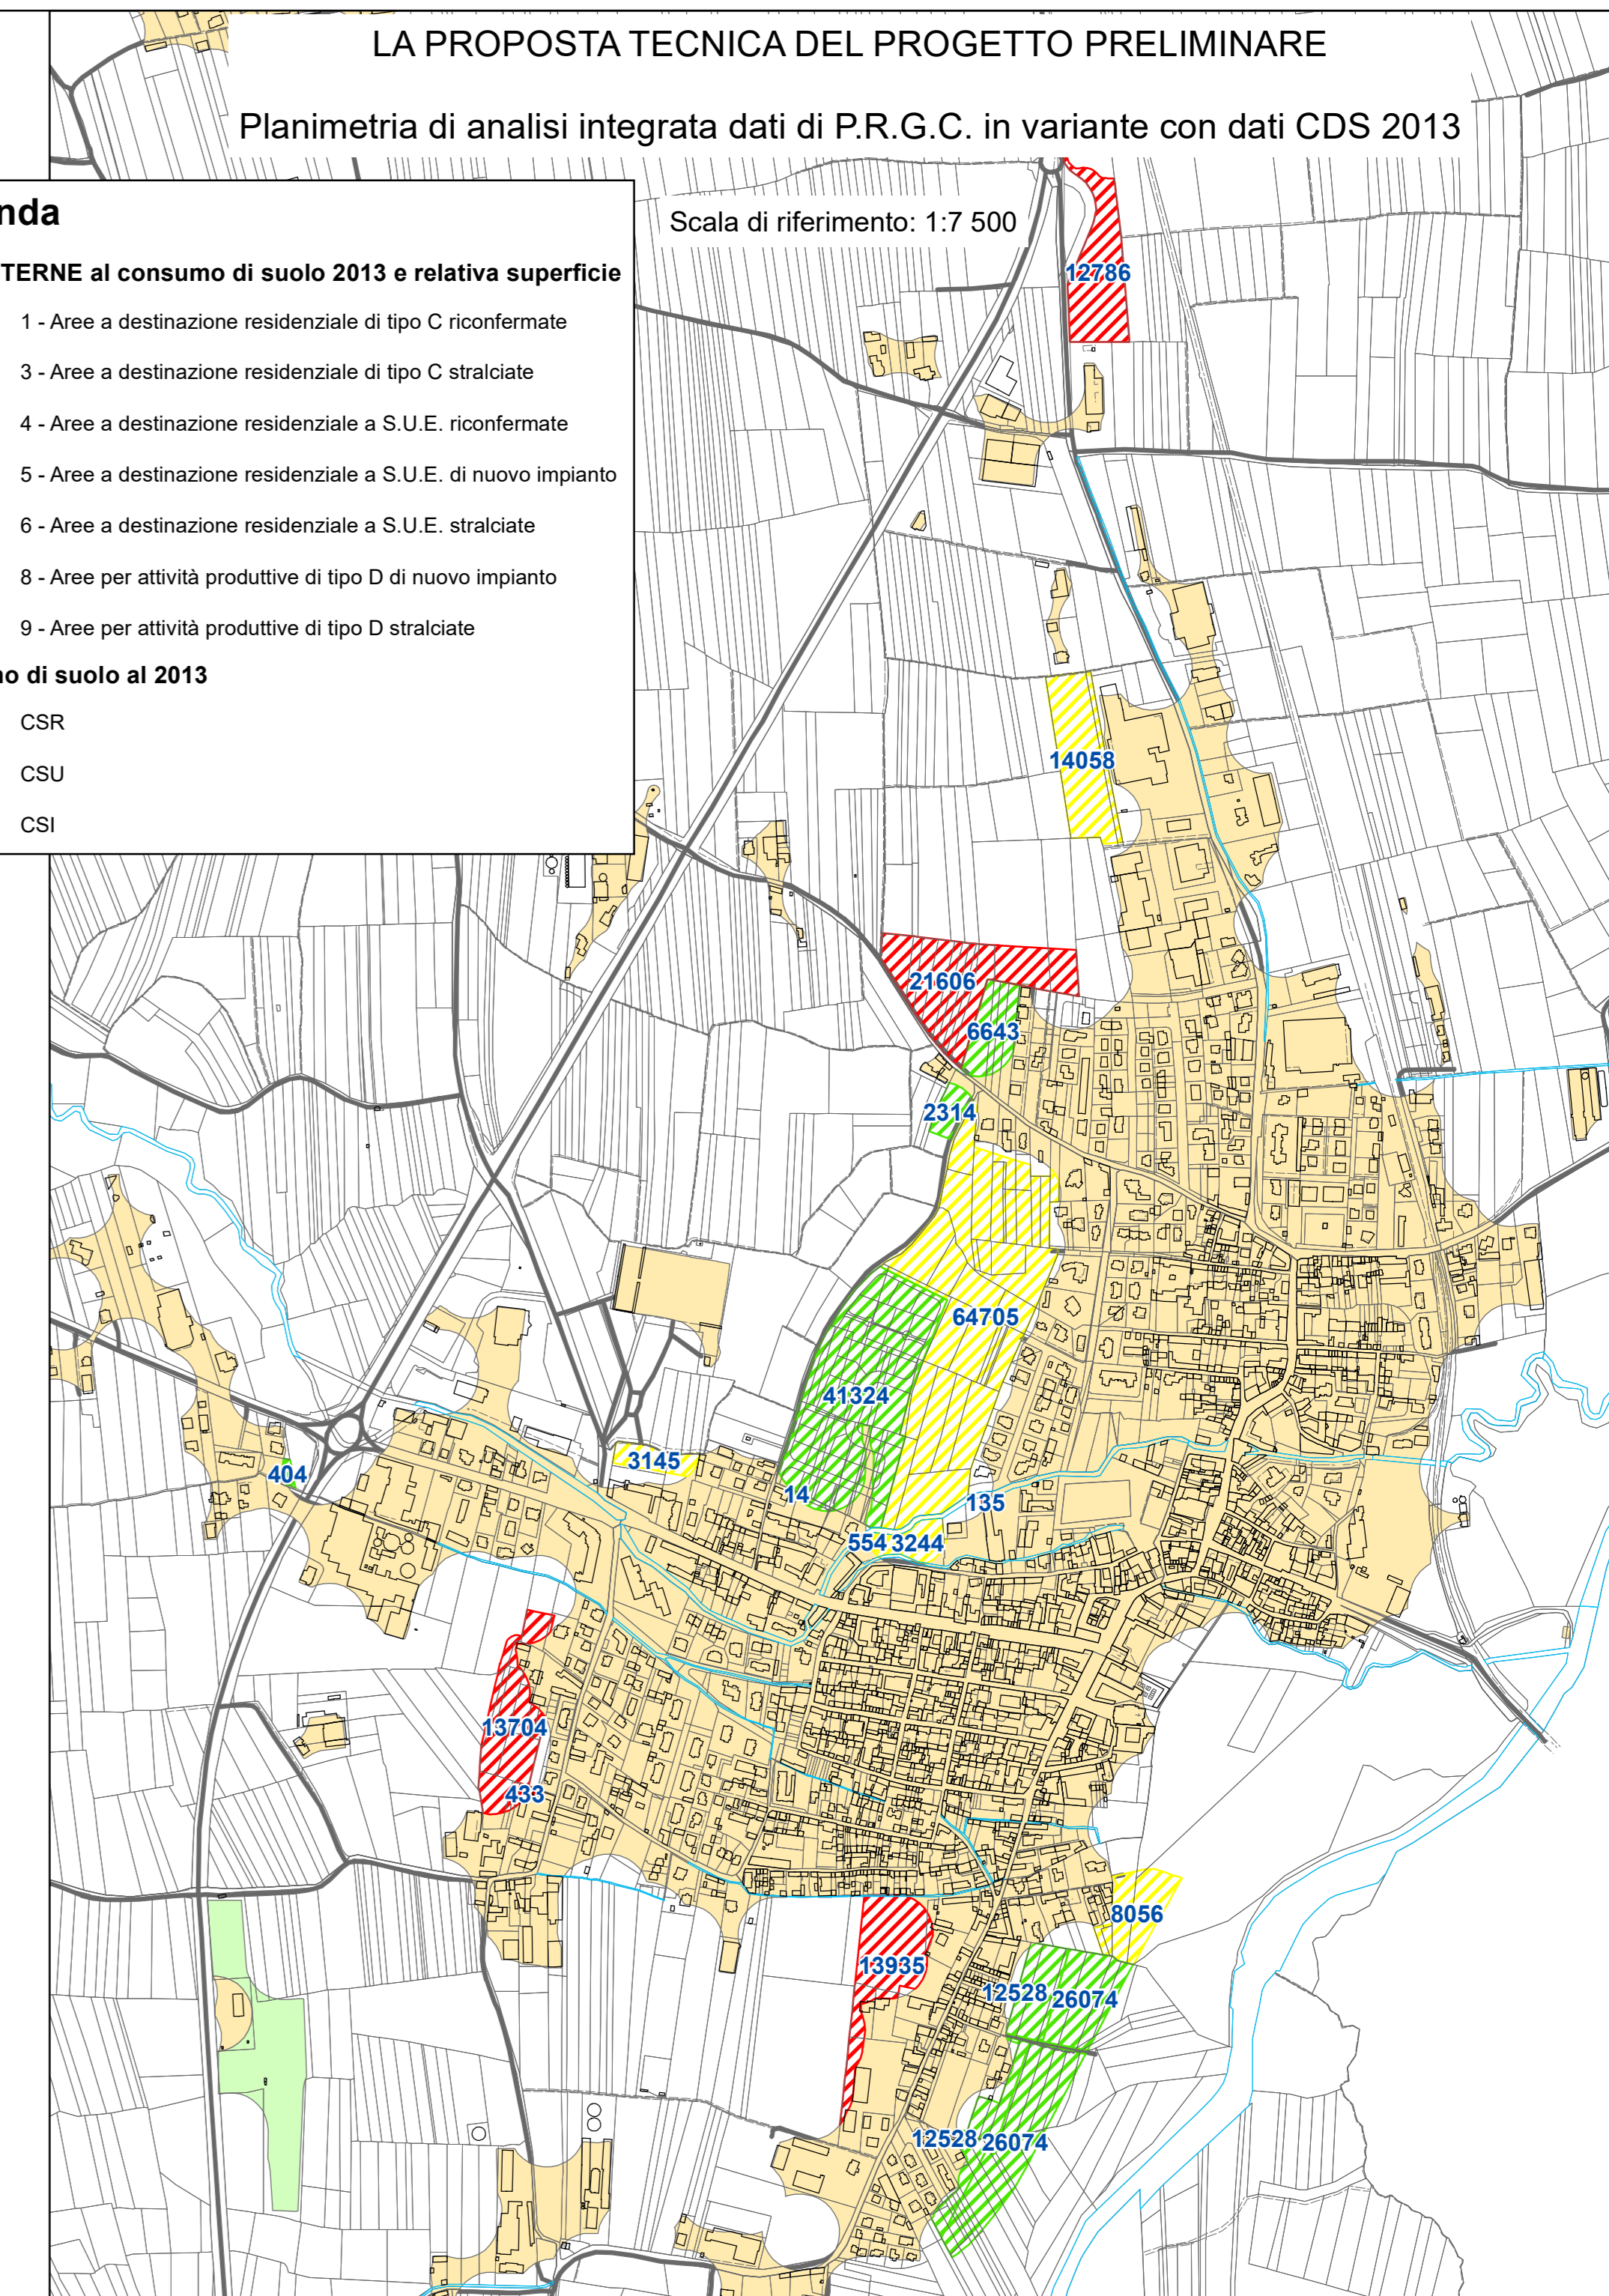 LA PROPOSTA TECNICA DEL PROGETTO PRELIMINARE
Planimetria di analisi integrata dati di P.R.G.C. in variante con dati CDS 2013
Scala di riferimento: 1:7 500
nda
TERNE al consumo di suolo 2013 e relativa superficie
1 - Aree a destinazione residenziale di tipo C riconfermate
3 - Aree a destinazione residenziale di tipo C stralciate
4 - Aree a destinazione residenziale a S.U.E. riconfermate
5 - Aree a destinazione residenziale a S.U.E. di nuovo impianto
6 - Aree a destinazione residenziale a S.U.E. stralciate
8 - Aree per attività produttive di tipo D di nuovo impianto
9 - Aree per attività produttive di tipo D stralciate
o di suolo al 2013
CSR
CSU
CSI
12786
14058
21606
6643
2314
64705
41324
3145
404
14
135
554 3244
13704
433
8056
13935
12528 26074
12528 26074